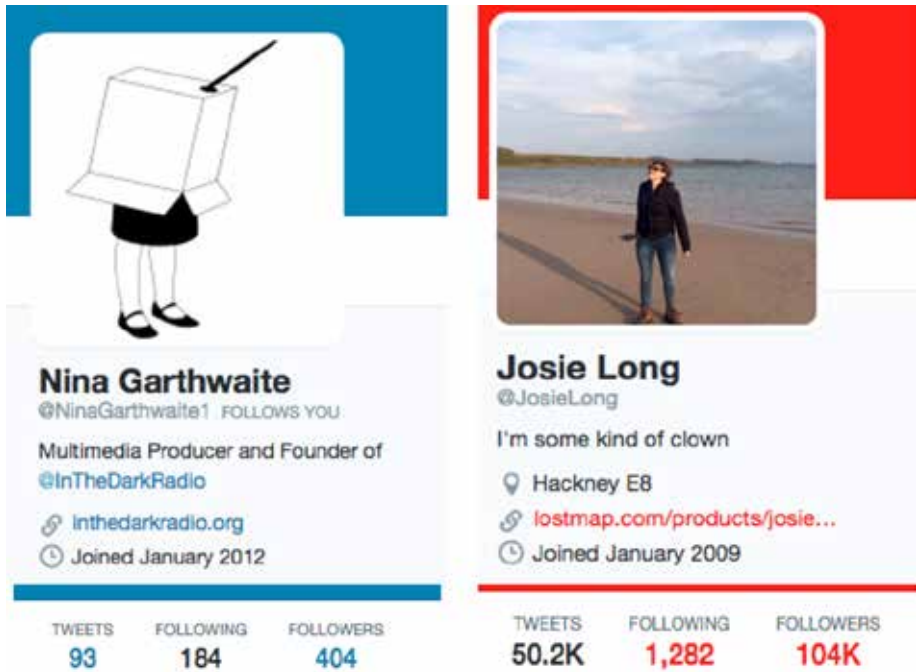 Nina Garthwaite
@NinaGarthwaite1 FOLLOWS YOU
Multimedia Producer and Founder of
@InTheDarkRadio
inthedarkradio.org
Joined January 2012
TWEETS FOLLOWING FOLLOWERS
93 184 404
Josie Long
@JosieLong
I'm some kind of clown
Hackney E8
lostmap.com/products/josie...
Joined January 2009
TWEETS FOLLOWING FOLLOWERS
50.2K 1,282 104K